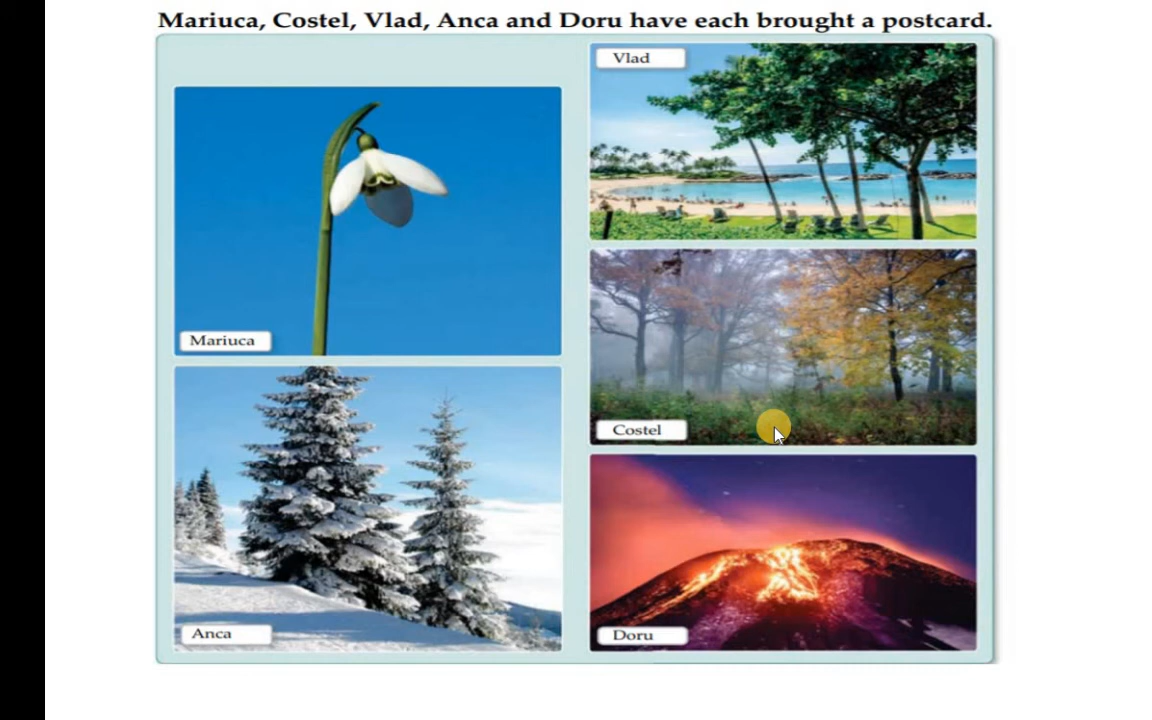 Mariuca, Costel, Vlad, Anca and Doru have each brought a postcard.
Vlad
Mariuca
Costel
Anca
Doru